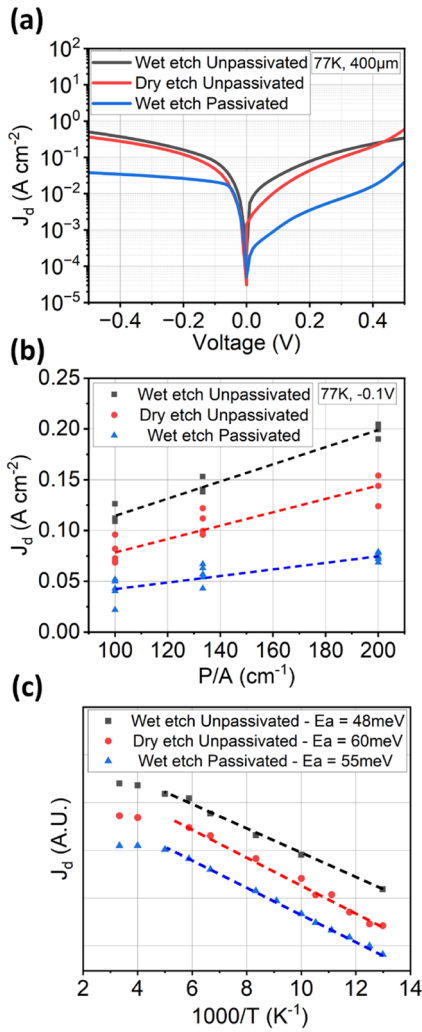 (a)
Wet etch Unpassivated
Dry etch Unpassivated
Wet etch Passivated
77K, 400µm
J_d (A cm⁻²)
10²
10¹
10⁰
10⁻¹
10⁻²
10⁻³
10⁻⁴
10⁻⁵
−0.4 −0.2 0.0 0.2 0.4
Voltage (V)
(b)
Wet etch Unpassivated
Dry etch Unpassivated
Wet etch Passivated
77K, -0.1V
J_d (A cm⁻²)
0.25
0.20
0.15
0.10
0.05
0.00
100 120 140 160 180 200
P/A (cm⁻¹)
(c)
Wet etch Unpassivated - Ea = 48meV
Dry etch Unpassivated - Ea = 60meV
Wet etch Passivated - Ea = 55meV
J_d (A.U.)
2 4 6 8 10 12 14
1000/T (K⁻¹)